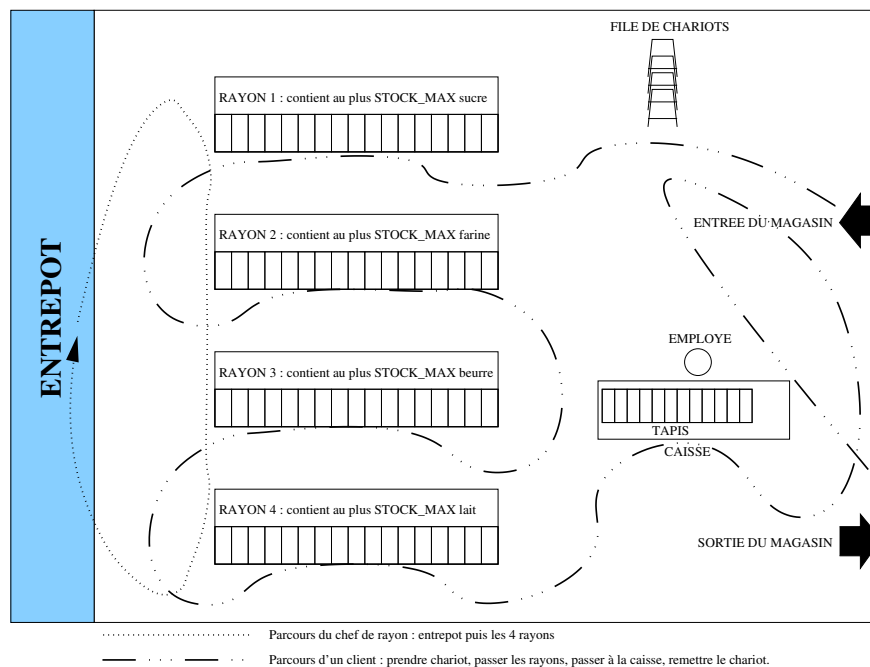 FILE DE CHARIOTS
RAYON 1 : contient au plus STOCK_MAX sucre
ENTREE DU MAGASIN
RAYON 2 : contient au plus STOCK_MAX farine
ENTREPOT
EMPLOYE
RAYON 3 : contient au plus STOCK_MAX beurre
TAPIS
CAISSE
RAYON 4 : contient au plus STOCK_MAX lait
SORTIE DU MAGASIN
Parcours du chef de rayon : entrepot puis les 4 rayons
Parcours d'un client : prendre chariot, passer les rayons, passer à la caisse, remettre le chariot.